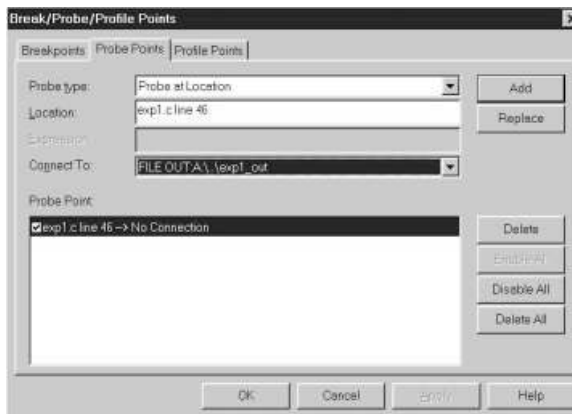 Break/Probe/Profile Points
Breakpoints Probe Points Profile Points
Probe type: Probe at Location Add
Location: exp1.c line 46 Replace
Expression:
Connect To: FILE OUT:A:\..\exp1_out
Probe Point:
exp1.c line 46 --> No Connection Delete
Enable All
Disable All
Delete All
OK Cancel Apply Help